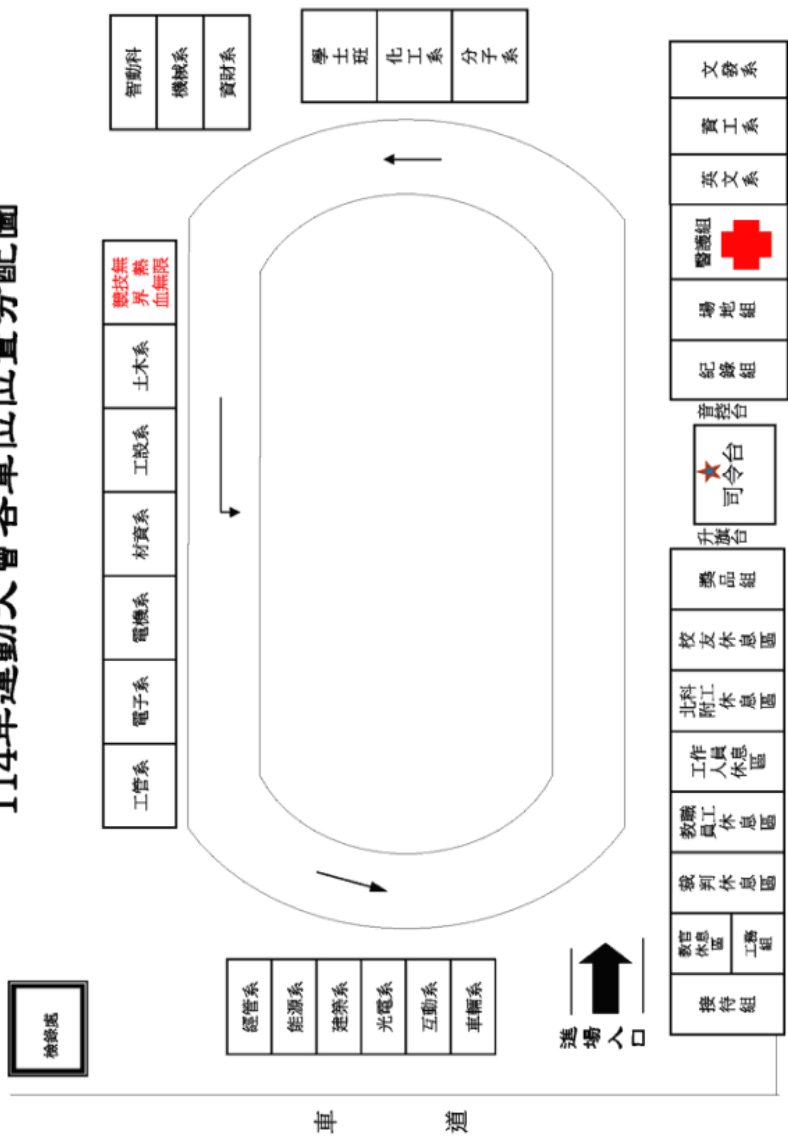 114年運動大會各單位位置分配圖
檢錄處
智動科
機械系
資財系
學士班
化工系
分子系
競技無
界 熱
血無限
土木系
工設系
材資系
電機系
電子系
工管系
經管系
能源系
建築系
光電系
互動系
車輛系
車道
進場入口
文發系
資工系
英文系
醫護組
場地組
紀錄組
音控台
司令台
升旗台
獎品組
校友休息區
北科
附工
休息區
工作
人員
休息
區
教職
員工
休息區
裁判休息區
教官
休息
區
工務
組
接待組